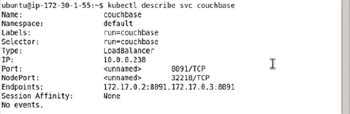 ubuntu@ip-172-30-1-55:~$ kubectl describe svc couchbase
Name: couchbase
Namespace: default
Labels: run=couchbase
Selector: run=couchbase
Type: LoadBalancer
IP: 10.0.0.238
Port: <unnamed> 8091/TCP
NodePort: <unnamed> 32218/TCP
Endpoints: 172.17.0.2:8091,172.17.0.3:8091
Session Affinity: None
No events.